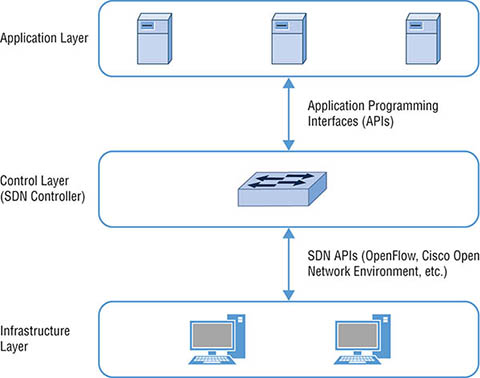 Application Layer
Application Programming
Interfaces (APIs)
Control Layer
(SDN Controller)
SDN APIs (OpenFlow, Cisco Open
Network Environment, etc.)
Infrastructure
Layer